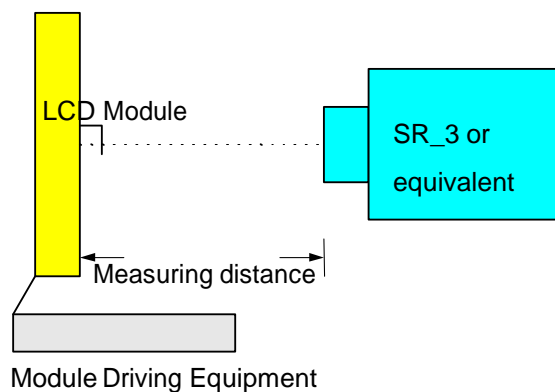 LCD Module
SR_3 or
equivalent
Measuring distance
Module Driving Equipment